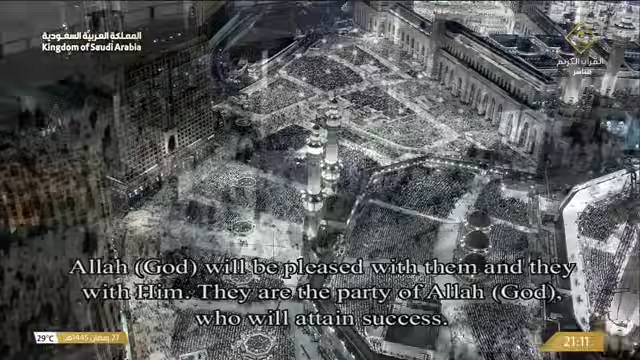 المملكة العربية السعودية
Kingdom of Saudi Arabia
القرآن الكريم
مباشر
Allah (God) will be pleased with them and they
with Him. They are the party of Allah (God),
who will attain success.
29°C
27 رمضان 1445هـ
21:11